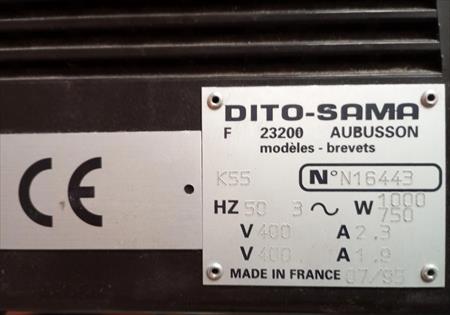 CE
DITO-SAMA
F 23200 AUBUSSON
modèles - brevets
K55 N° N16443
HZ 50 3 ~ W 1000
750
V 400 A 2.3
V 400 A 1.9
MADE IN FRANCE 07/95